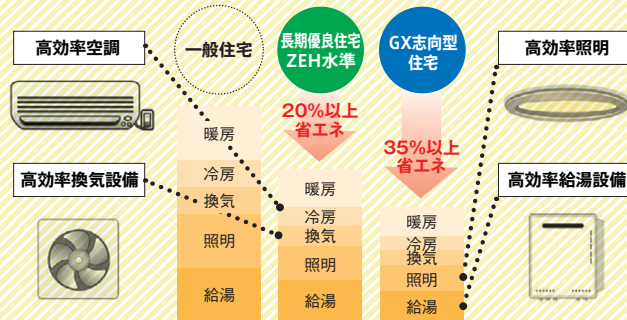 高効率空調
一般住宅
長期優良住宅
ZEH水準
GX志向型
住宅
高効率照明
20%以上
省エネ
35%以上
省エネ
高効率換気設備
高効率給湯設備
暖房
冷房
換気
照明
給湯
暖房
冷房
換気
照明
給湯
暖房
冷房
換気
照明
給湯